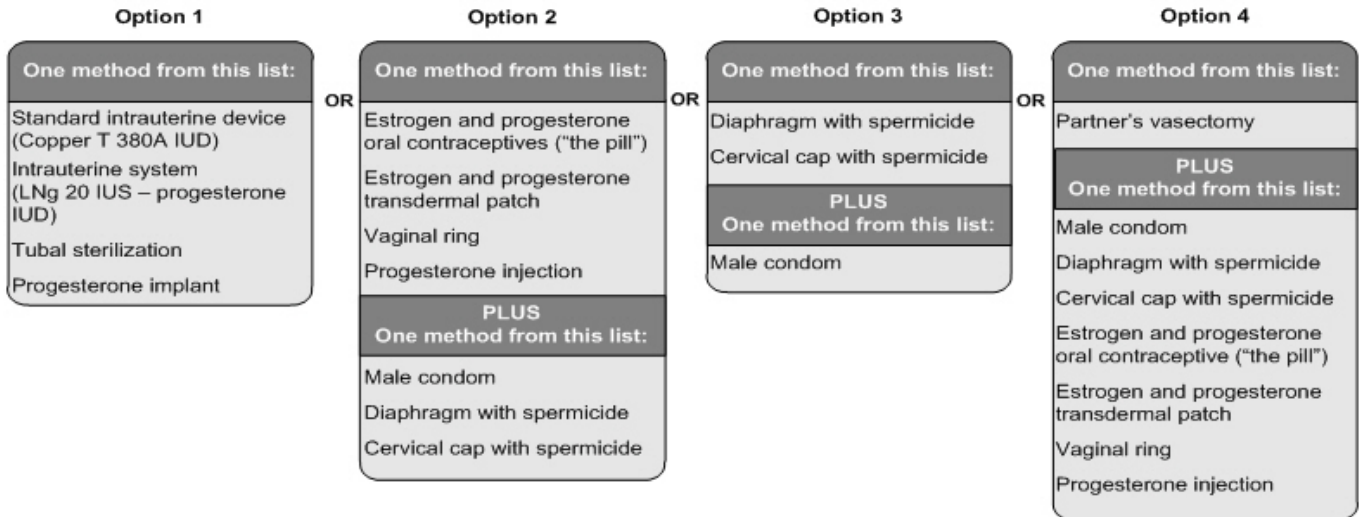 Option 1
One method from this list:
Standard intrauterine device
(Copper T 380A IUD)
Intrauterine system
(LNg 20 IUS – progesterone
IUD)
Tubal sterilization
Progesterone implant
OR
Option 2
One method from this list:
Estrogen and progesterone
oral contraceptives (“the pill”)
Estrogen and progesterone
transdermal patch
Vaginal ring
Progesterone injection
PLUS
One method from this list:
Male condom
Diaphragm with spermicide
Cervical cap with spermicide
OR
Option 3
One method from this list:
Diaphragm with spermicide
Cervical cap with spermicide
PLUS
One method from this list:
Male condom
OR
Option 4
One method from this list:
Partner’s vasectomy
PLUS
One method from this list:
Male condom
Diaphragm with spermicide
Cervical cap with spermicide
Estrogen and progesterone
oral contraceptive (“the pill”)
Estrogen and progesterone
transdermal patch
Vaginal ring
Progesterone injection